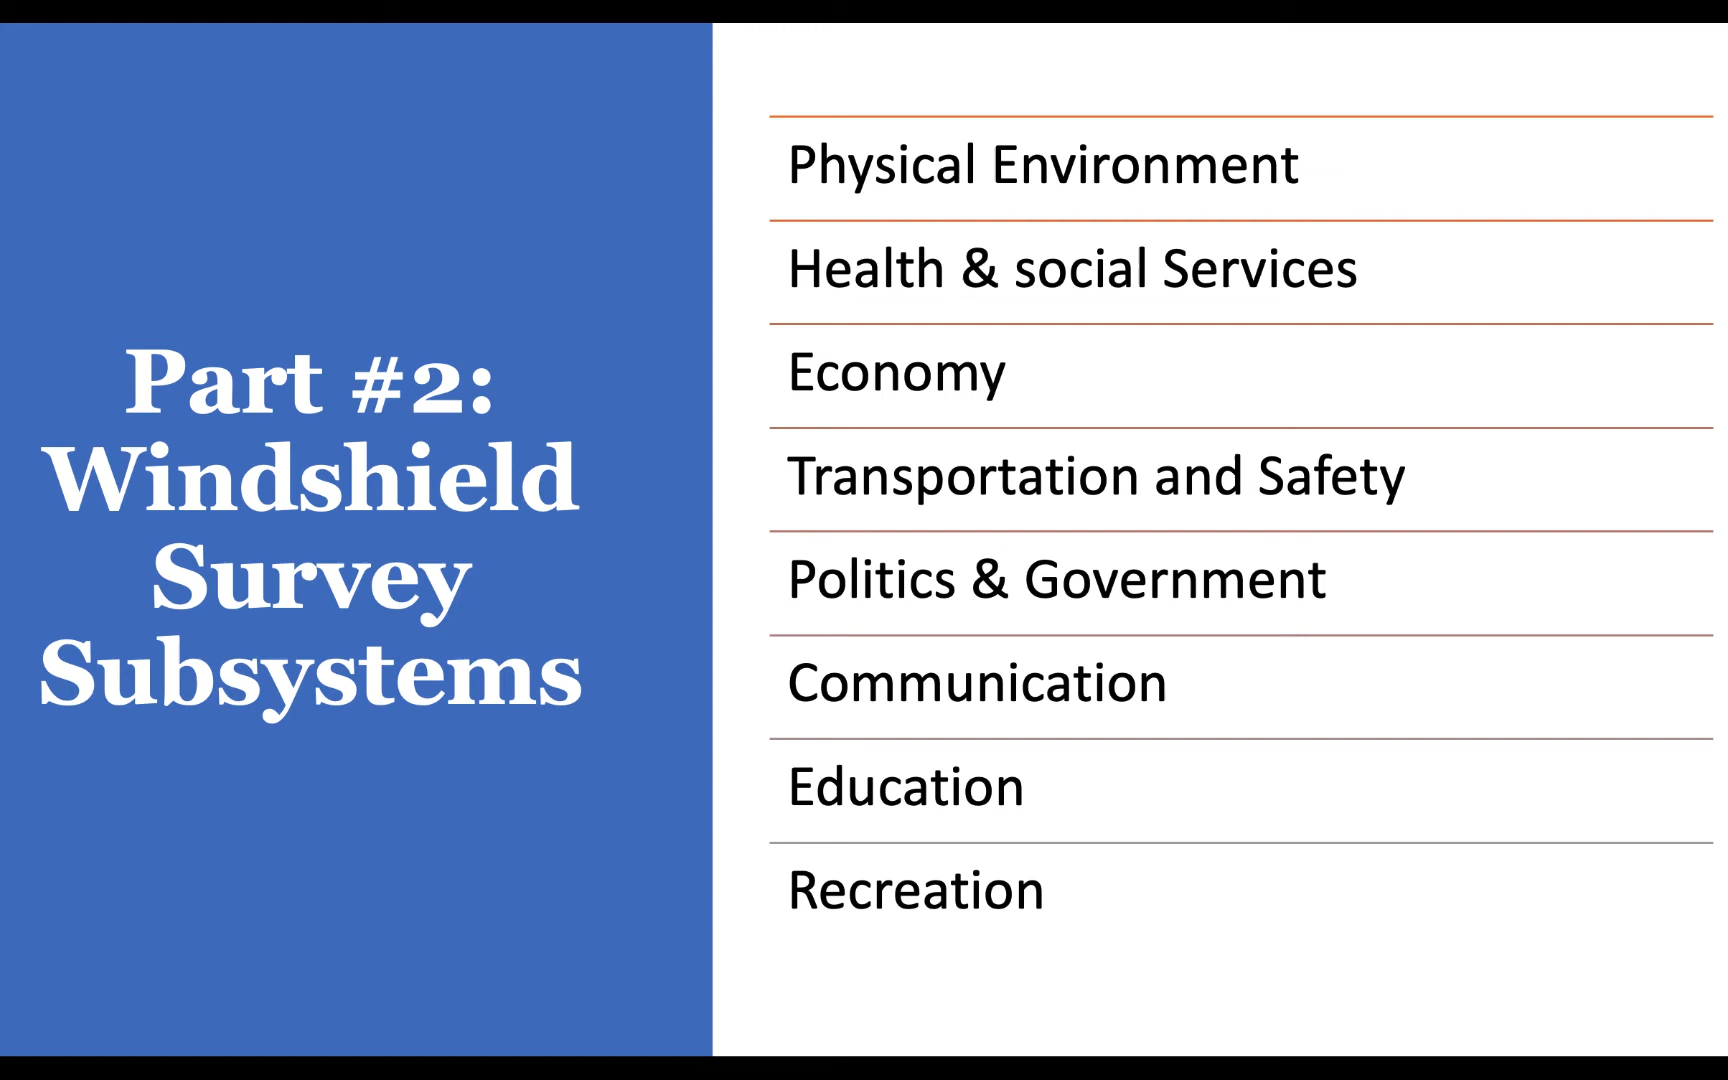 Part #2:
Windshield
Survey
Subsystems
Physical Environment
Health & social Services
Economy
Transportation and Safety
Politics & Government
Communication
Education
Recreation